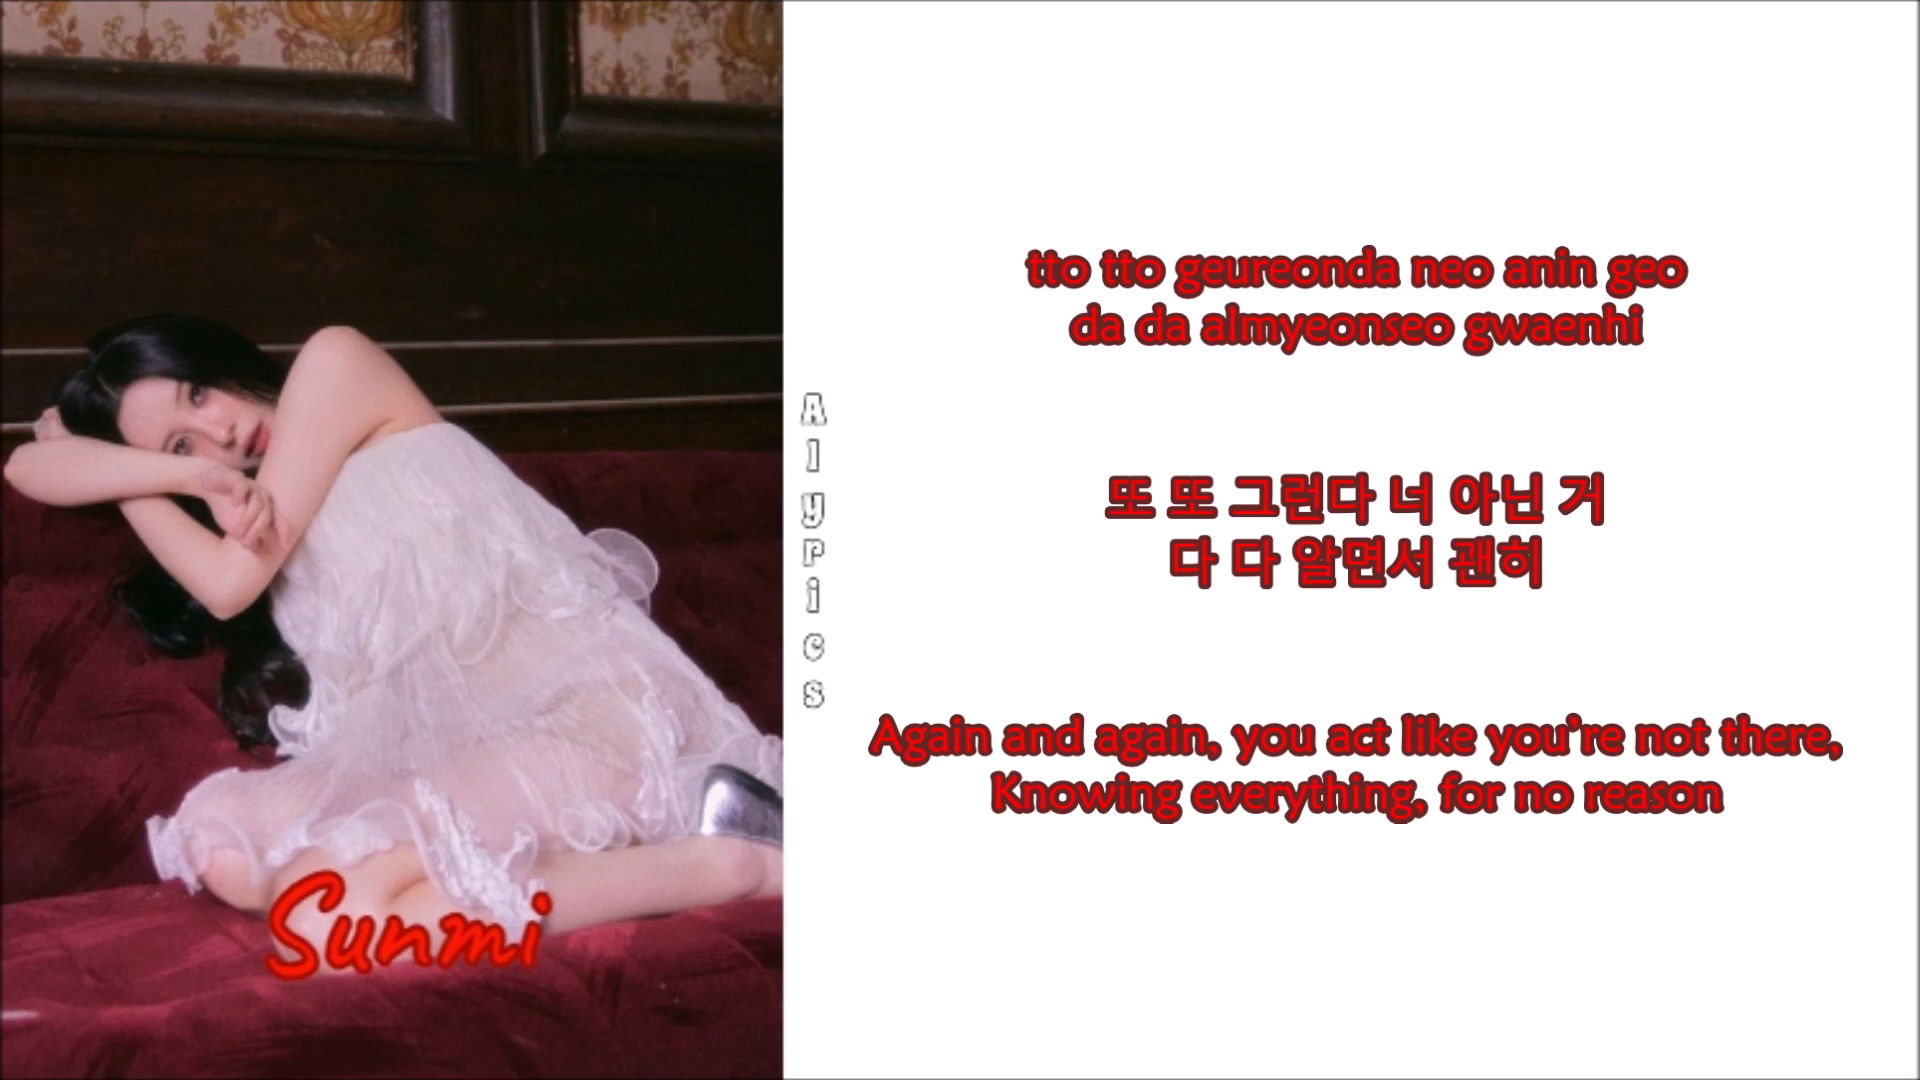 Sunmi
Alyrics
tto tto geureonda neo anin geo
da da almyeonseo gwaenhi
또 또 그런다 너 아닌 거
다 다 알면서 괜히
Again and again, you act like you're not there,
Knowing everything, for no reason